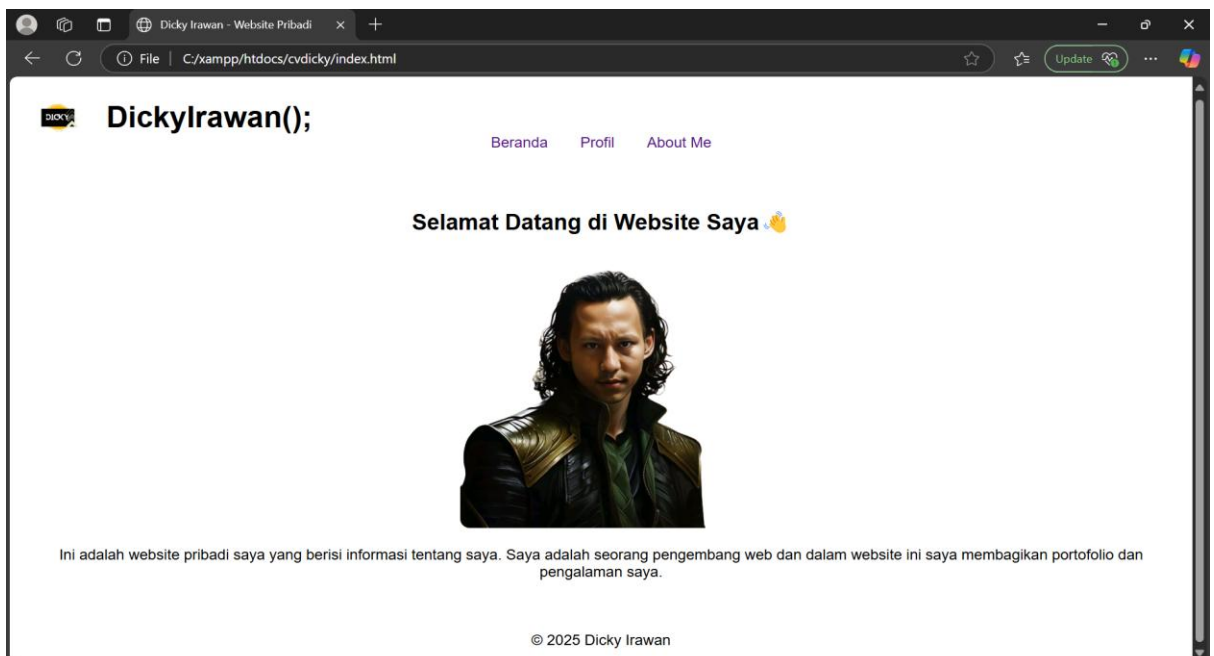 Dicky Irawan - Website Pribadi
File | C:/xampp/htdocs/cvdicky/index.html
Update
DICKY
DickyIrawan();
Beranda Profil About Me
Selamat Datang di Website Saya 👋
Ini adalah website pribadi saya yang berisi informasi tentang saya. Saya adalah seorang pengembang web dan dalam website ini saya membagikan portofolio dan
pengalaman saya.
© 2025 Dicky Irawan